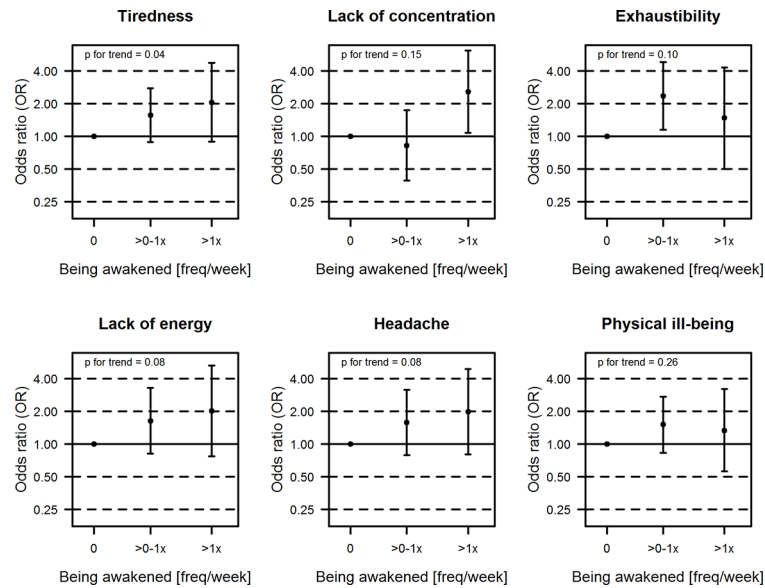 Tiredness
p for trend = 0.04
Odds ratio (OR)
4.00
2.00
1.00
0.50
0.25
0
>0-1x
>1x
Being awakened [freq/week]
Lack of concentration
p for trend = 0.15
Odds ratio (OR)
4.00
2.00
1.00
0.50
0.25
0
>0-1x
>1x
Being awakened [freq/week]
Exhaustibility
p for trend = 0.10
Odds ratio (OR)
4.00
2.00
1.00
0.50
0.25
0
>0-1x
>1x
Being awakened [freq/week]
Lack of energy
p for trend = 0.08
Odds ratio (OR)
4.00
2.00
1.00
0.50
0.25
0
>0-1x
>1x
Being awakened [freq/week]
Headache
p for trend = 0.08
Odds ratio (OR)
4.00
2.00
1.00
0.50
0.25
0
>0-1x
>1x
Being awakened [freq/week]
Physical ill-being
p for trend = 0.26
Odds ratio (OR)
4.00
2.00
1.00
0.50
0.25
0
>0-1x
>1x
Being awakened [freq/week]